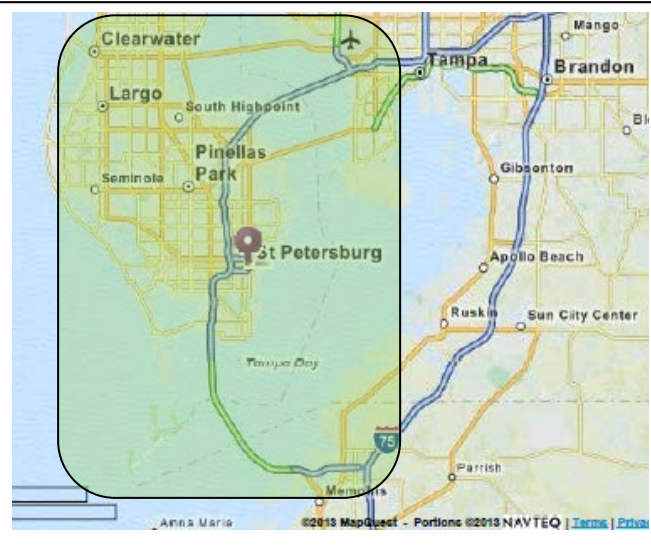 Mango
Clearwater
Tampa
Brandon
Largo
South Highpoint
Pinellas
Park
Seminole
Gibsonton
St Petersburg
Apollo Beach
Ruskin
Sun City Center
Tampa Bay
75
Parrish
Memphis
Anna Maria
©2013 MapQuest - Portions ©2013 NAVTEQ | Terms | Privac